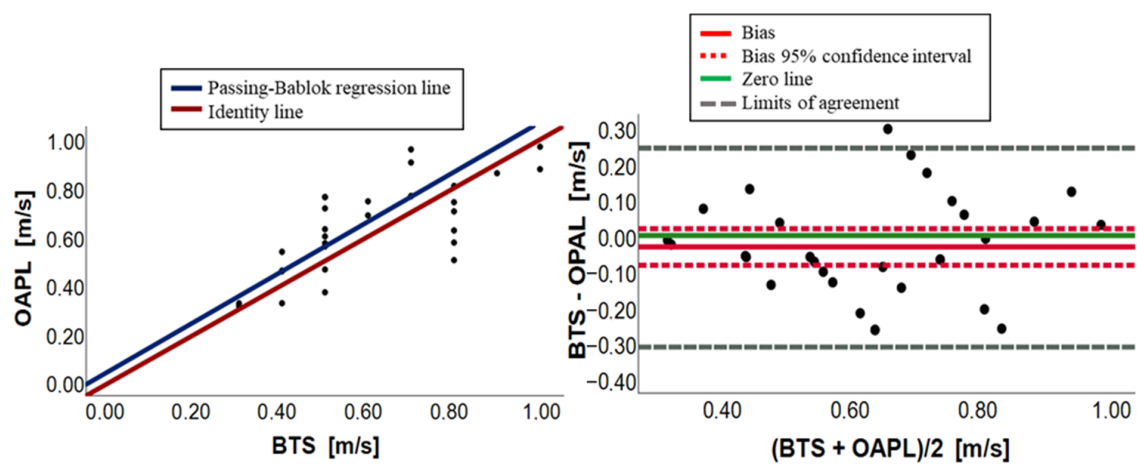 Passing-Bablok regression line
Identity line
OAPL [m/s]
1.00
0.80
0.60
0.40
0.20
0.00
0.00 0.20 0.40 0.60 0.80 1.00
BTS [m/s]
Bias
Bias 95% confidence interval
Zero line
Limits of agreement
BTS - OPAL [m/s]
0.30
0.20
0.10
0.00
−0.10
−0.20
−0.30
−0.40
0.40 0.60 0.80 1.00
(BTS + OAPL)/2 [m/s]